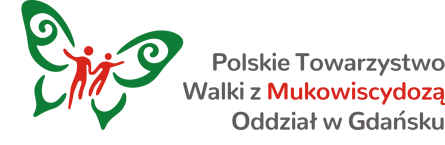 Polskie Towarzystwo
Walki z Mukowiscydozą
Oddział w Gdańsku